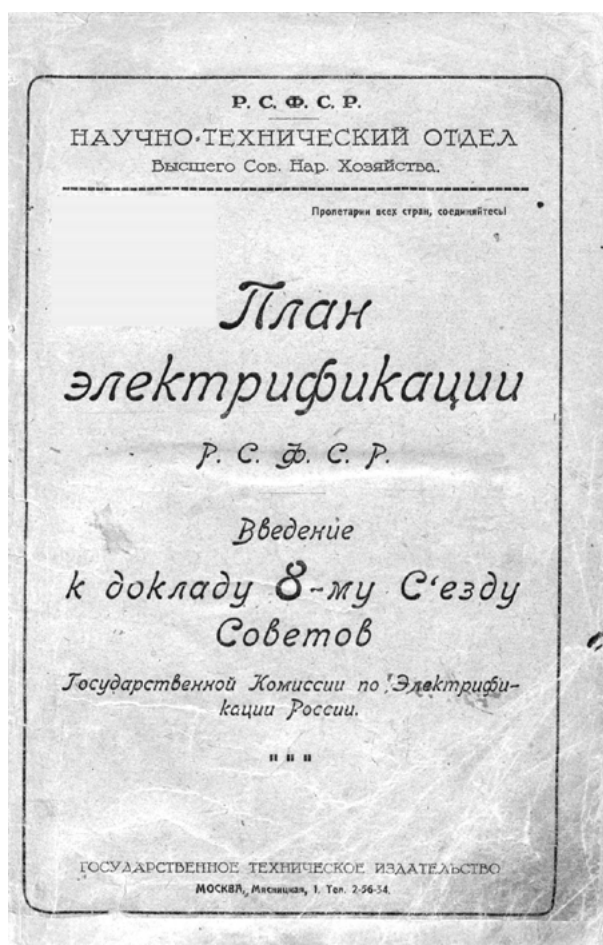 Р. С. Ф. С. Р.
НАУЧНО-ТЕХНИЧЕСКИЙ ОТДЕЛ
Высшего Сов. Нар. Хозяйства.
Пролетарии всех стран, соединяйтесь!
План
электрификации
Р. С. Ф. С. Р.
Введение
к докладу 8-му С'езду
Советов
Государственной Комиссии по Электрифи-
кации России.
ГОСУДАРСТВЕННОЕ ТЕХНИЧЕСКОЕ ИЗДАТЕЛЬСТВО
МОСКВА, Мясницкая, 1. Тел. 2-56-54.